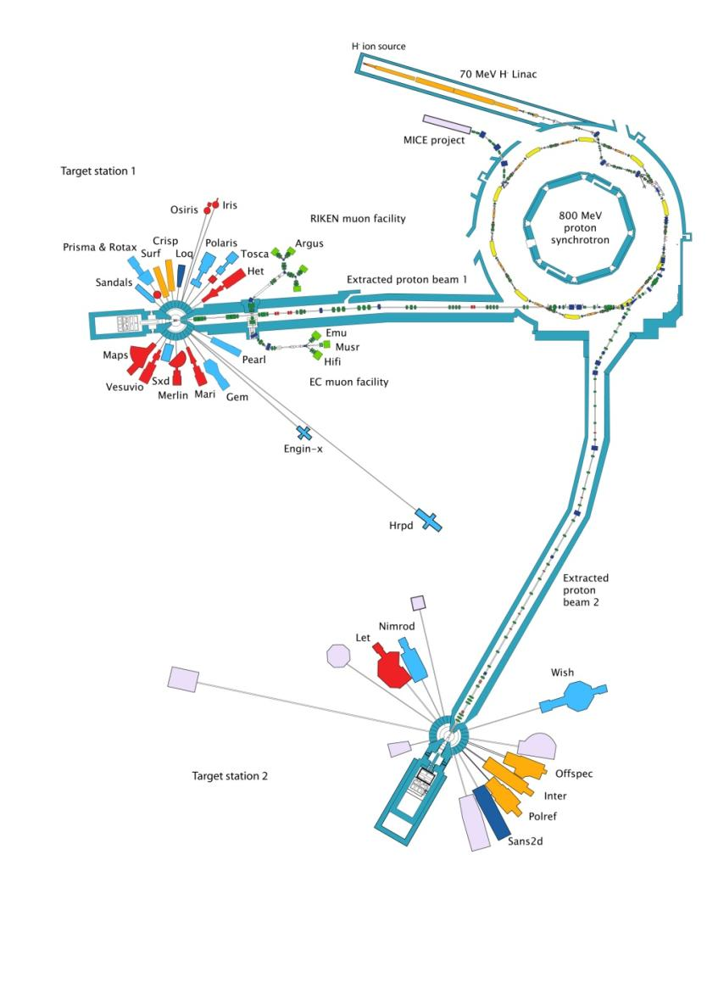 H- ion source
70 MeV H- Linac
MICE project
Target station 1
Osiris
Iris
RIKEN muon facility
800 MeV
proton
synchrotron
Prisma & Rotax
Crisp
Surf
Loq
Polaris
Tosca
Argus
Het
Sandals
Extracted proton beam 1
Maps
Vesuvio
Sxd
Merlin
Mari
Gem
Pearl
Emu
Musr
Hifi
EC muon facility
Engin-x
Hrpd
Extracted
proton
beam 2
Nimrod
Let
Wish
Target station 2
Offspec
Inter
Polref
Sans2d